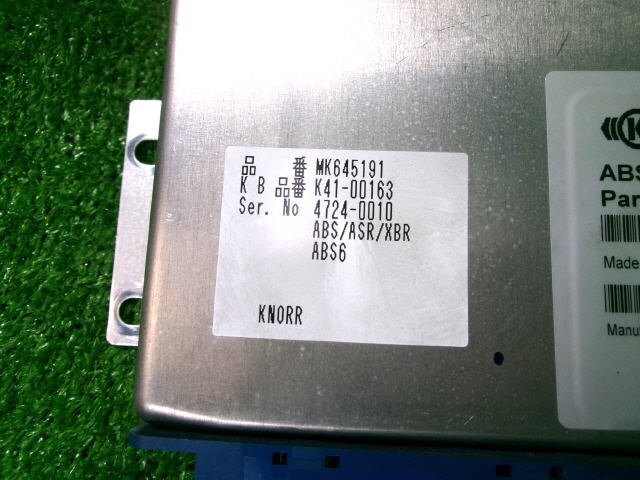 品 番 MK645191
K B 品番 K41-00163
Ser. No 4724-0010
ABS/ASR/XBR
ABS6
KNORR
ABS
Par
Made
Manu